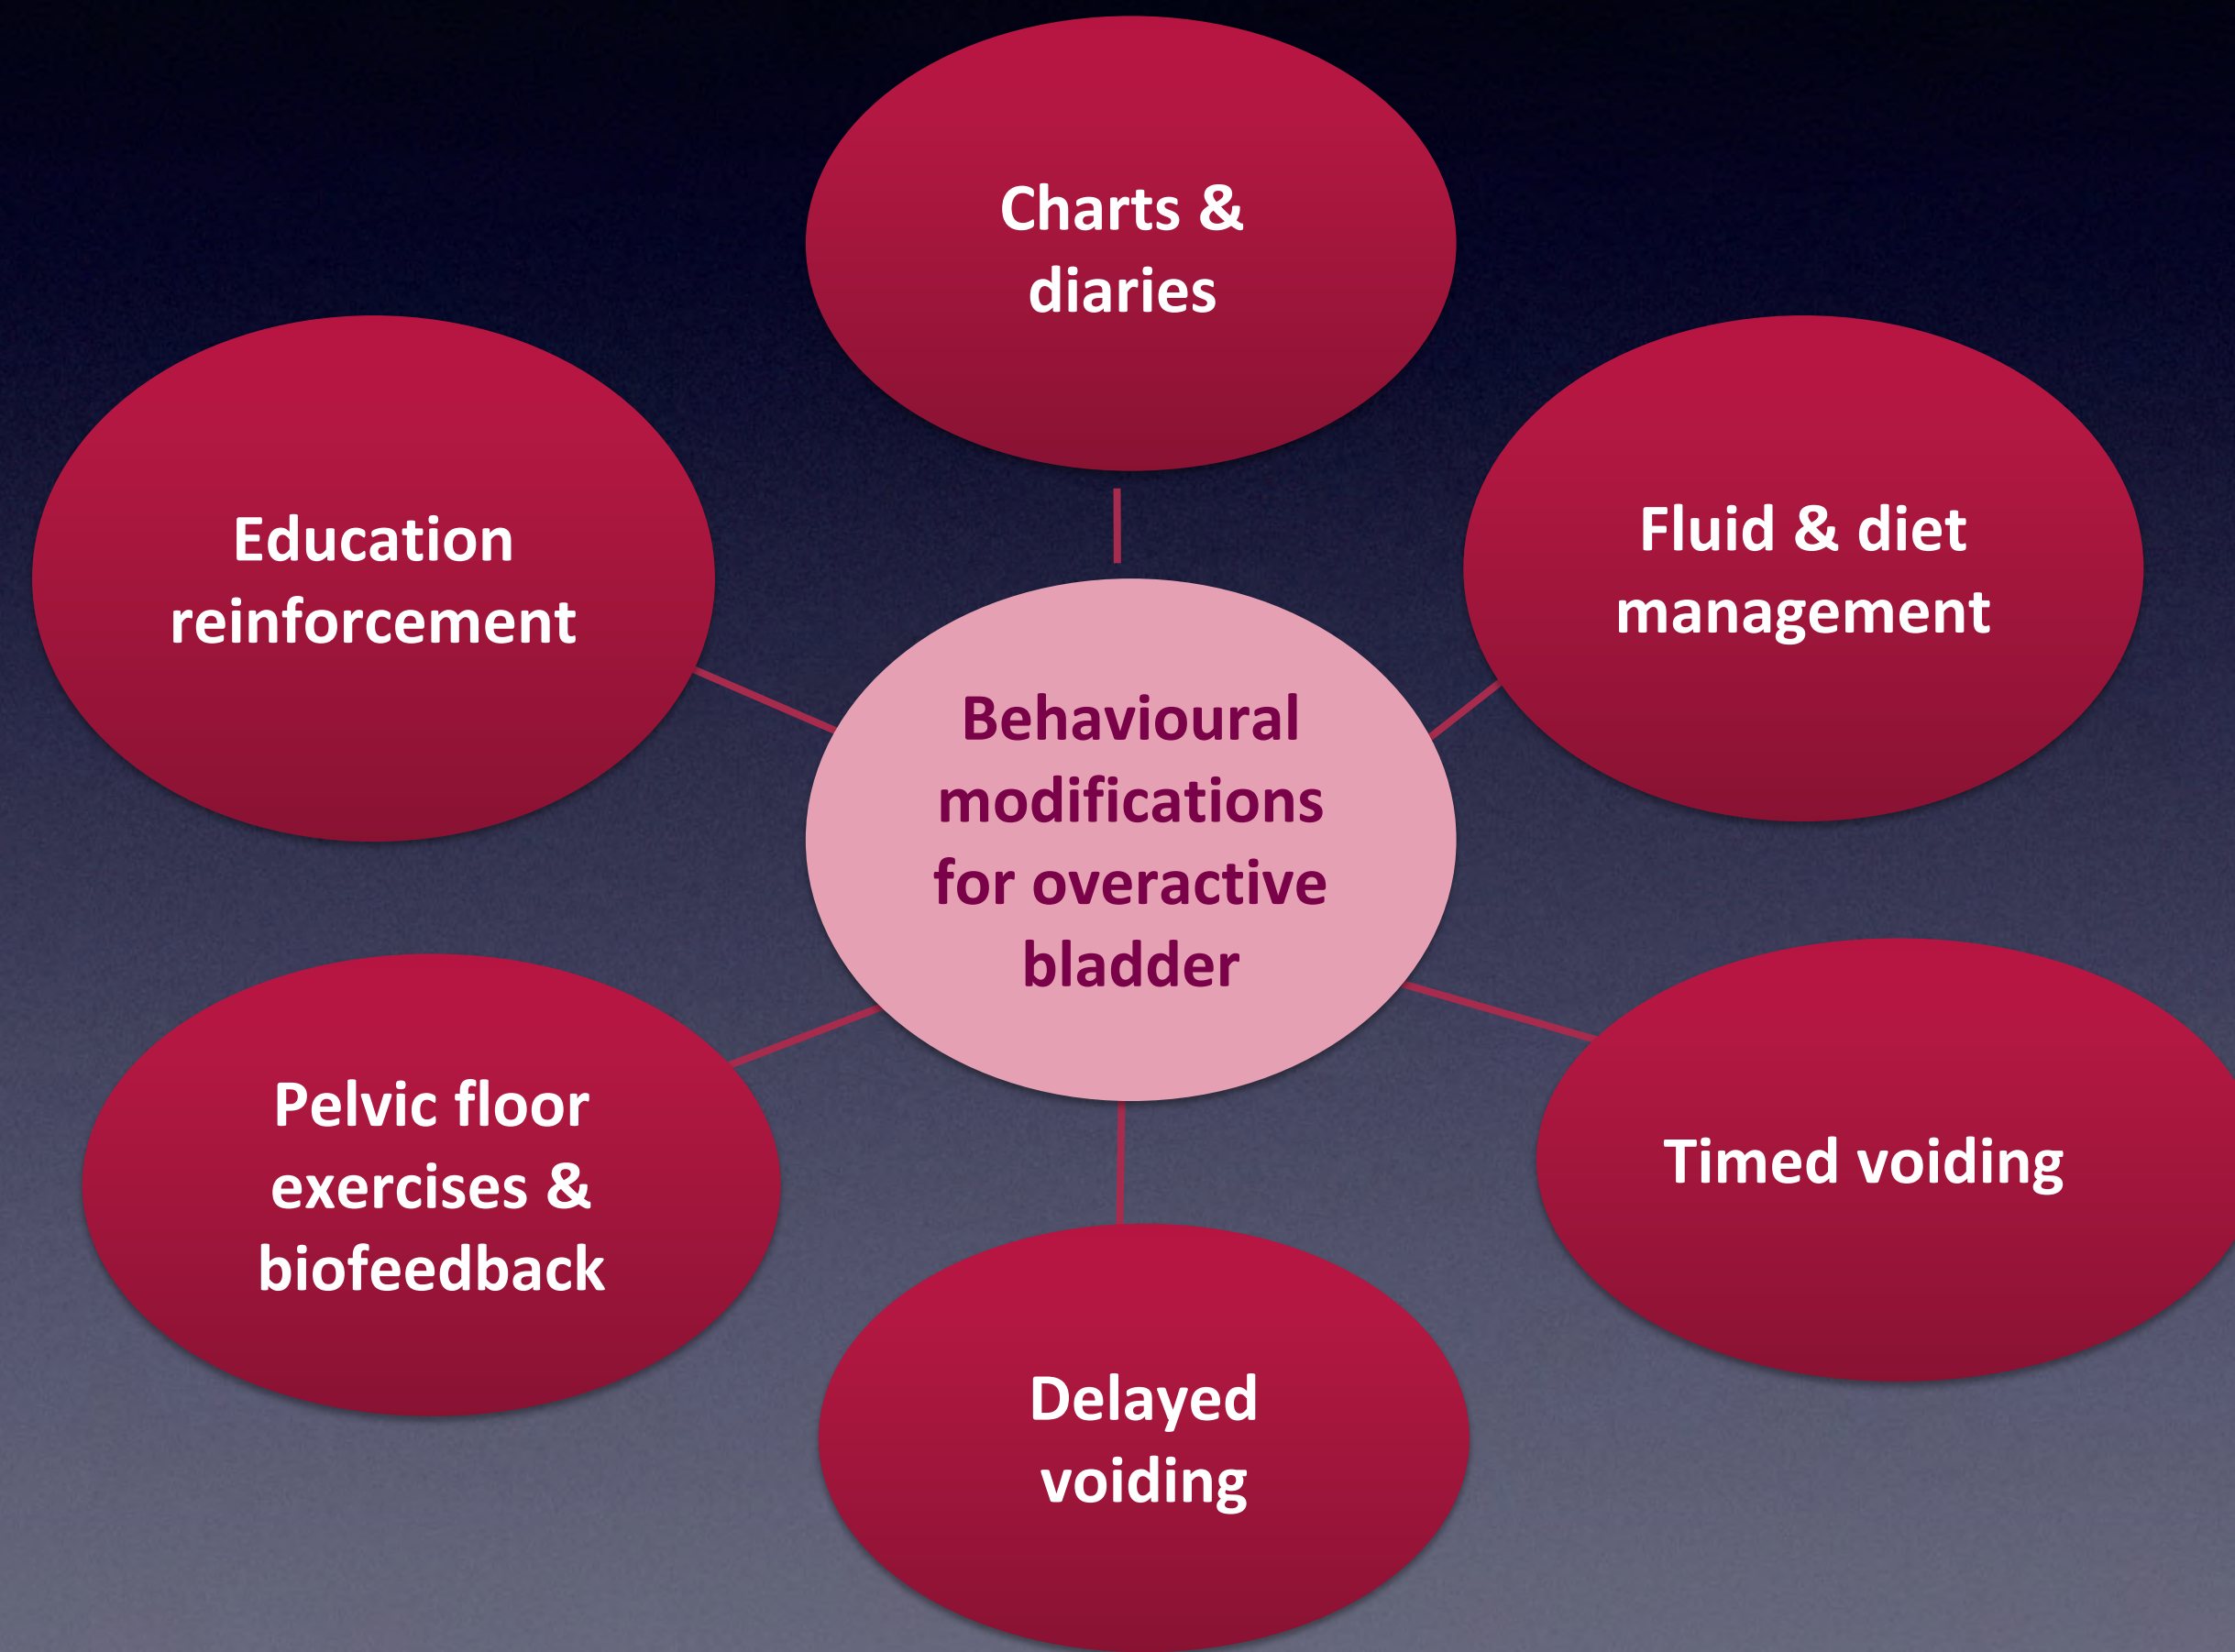 Charts &
diaries
Education
reinforcement
Fluid & diet
management
Behavioural
modifications
for overactive
bladder
Pelvic floor
exercises &
biofeedback
Timed voiding
Delayed
voiding